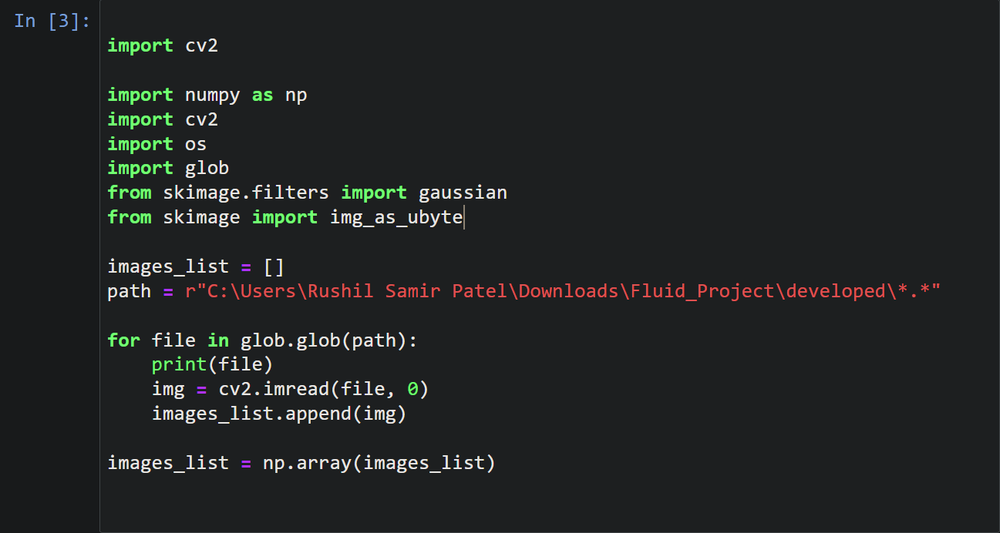 In [3]:
import cv2
import numpy as np
import cv2
import os
import glob
from skimage.filters import gaussian
from skimage import img_as_ubyte
images_list = []
path = r"C:\Users\Rushil Samir Patel\Downloads\Fluid_Project\developed\*.*"
for file in glob.glob(path):
    print(file)
    img = cv2.imread(file, 0)
    images_list.append(img)
images_list = np.array(images_list)